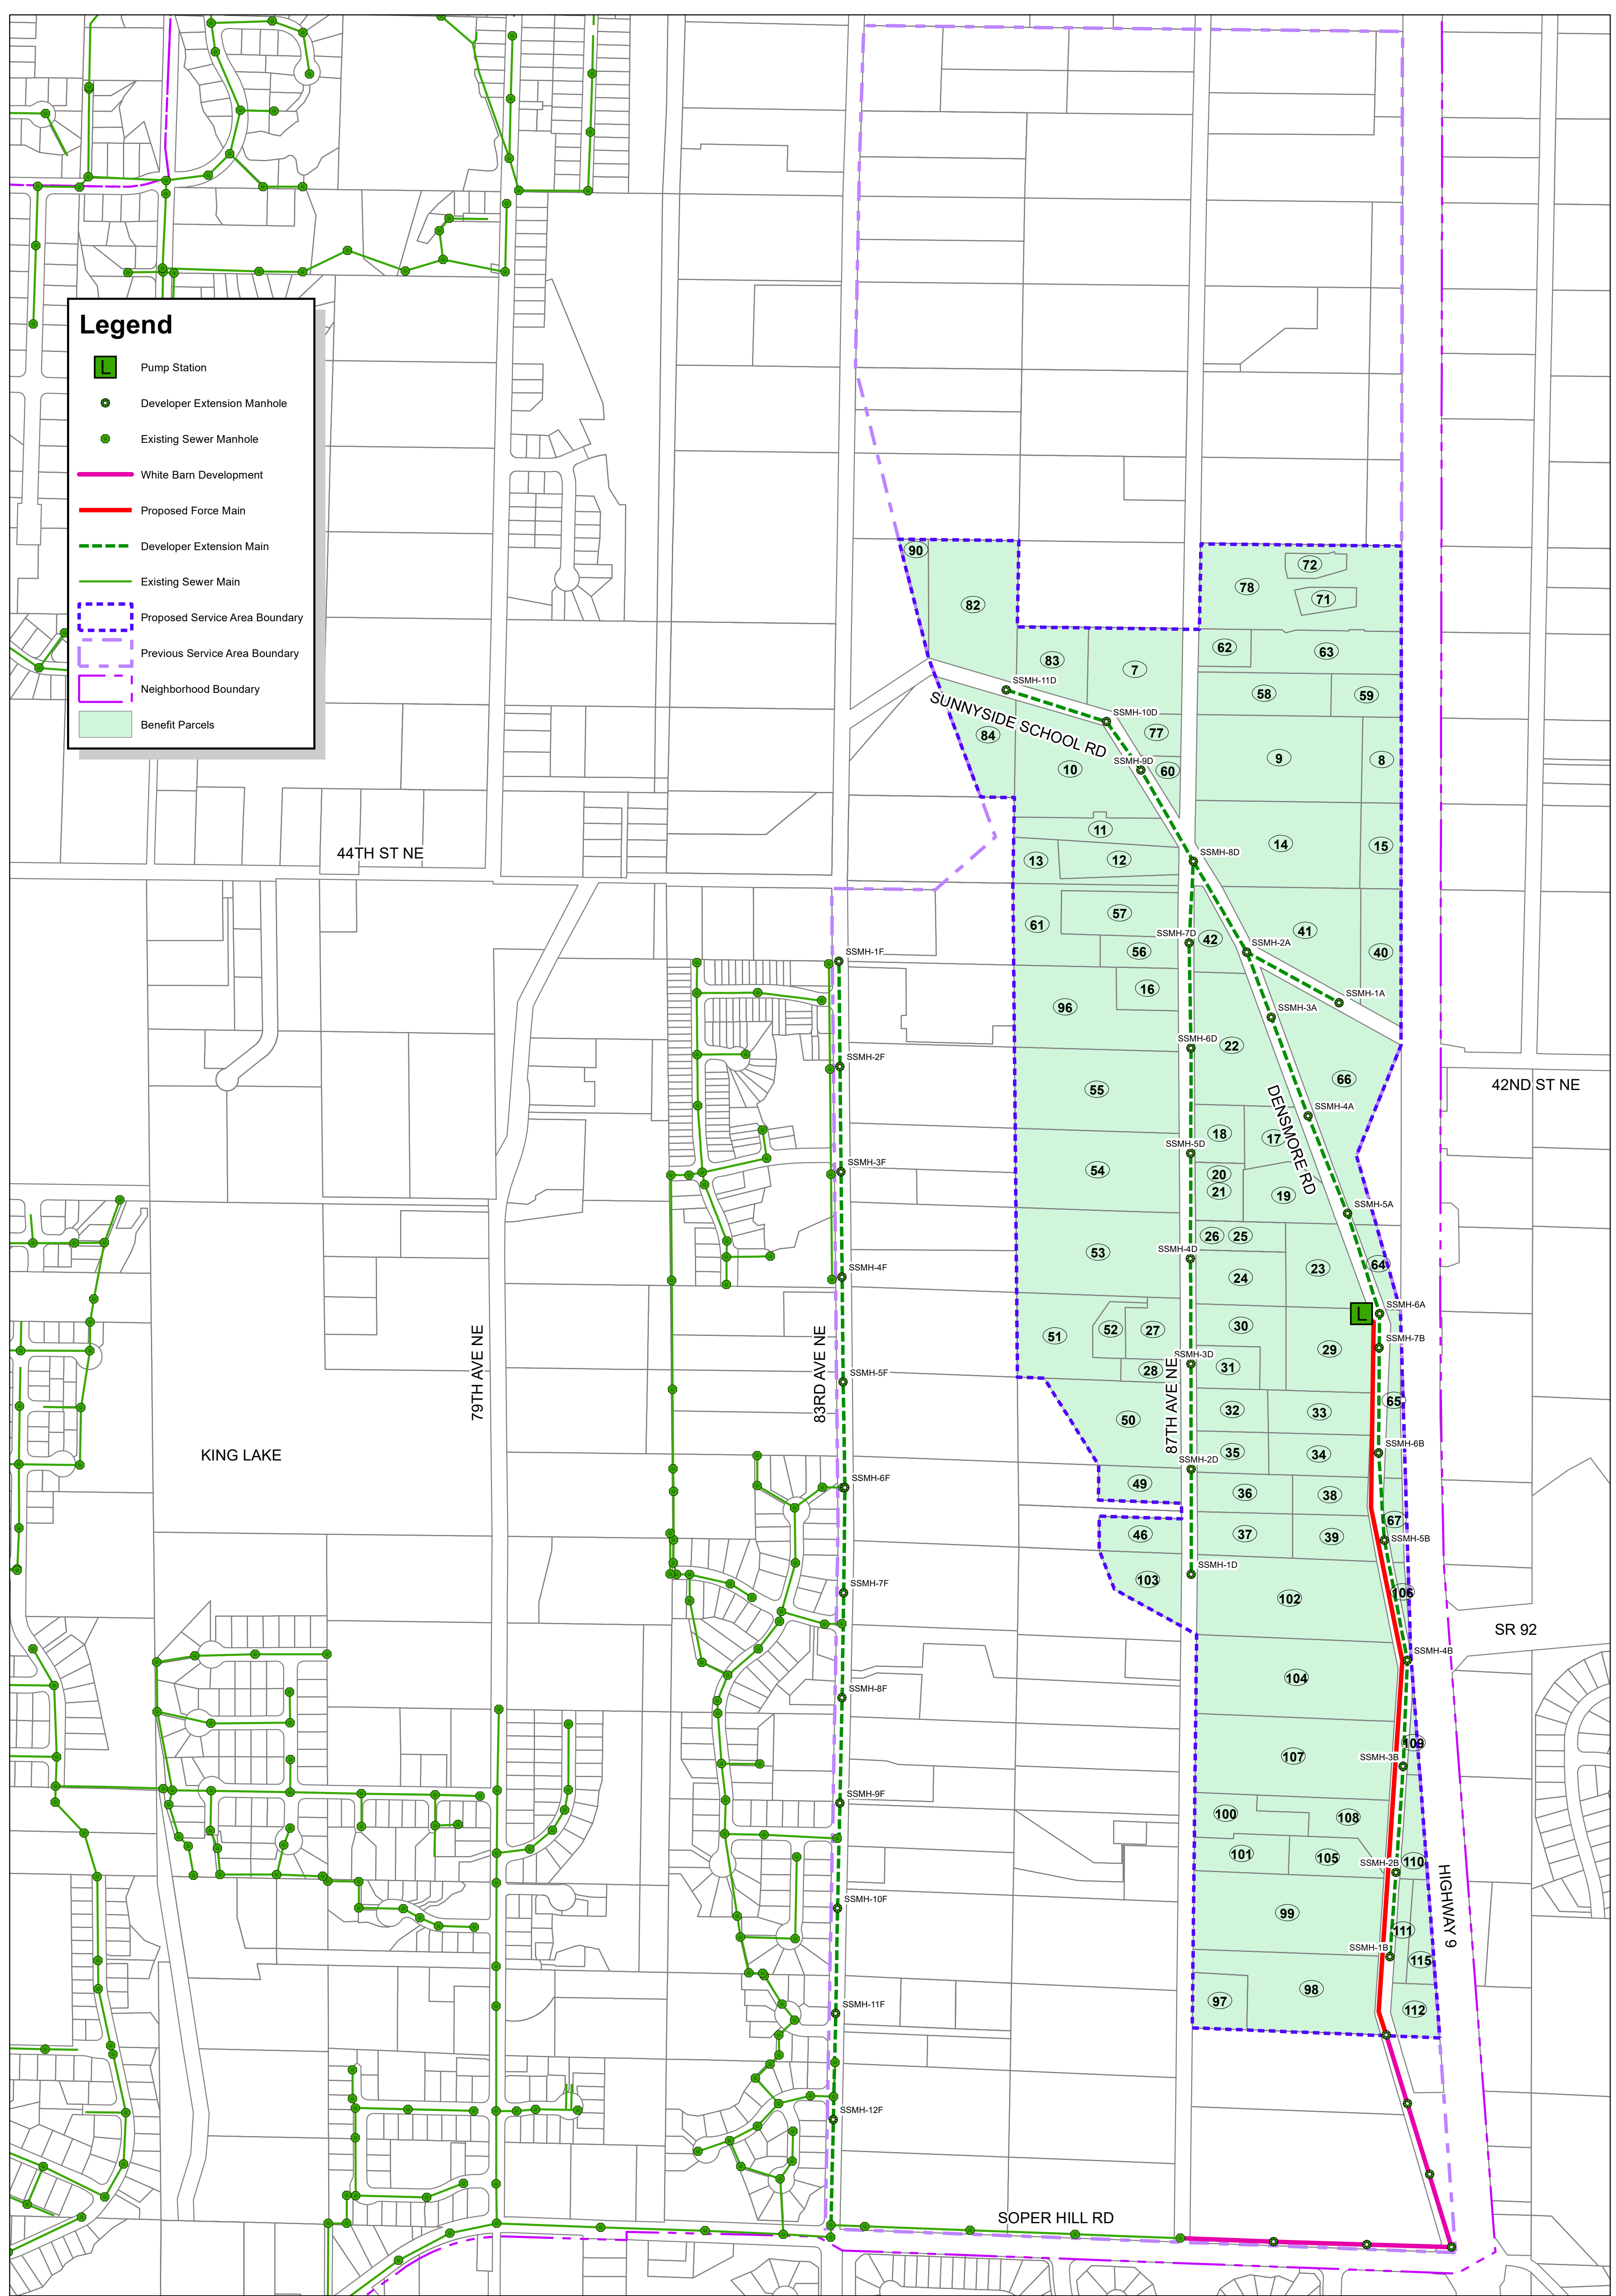 Legend
L
Pump Station
Developer Extension Manhole
Existing Sewer Manhole
White Barn Development
Proposed Force Main
Developer Extension Main
Existing Sewer Main
Proposed Service Area Boundary
Previous Service Area Boundary
Neighborhood Boundary
Benefit Parcels
90
72
78
71
82
62
63
83
7
SSMH-11D
58
59
SUNNYSIDE SCHOOL RD
SSMH-10D
84
77
9
8
10
SSMH-9D
60
11
14
15
44TH ST NE
13
12
SSMH-8D
57
61
SSMH-7D
42
41
SSMH-2A
56
40
SSMH-1F
16
SSMH-1A
96
SSMH-3A
SSMH-6D
22
SSMH-2F
66
42ND ST NE
55
DENSMORE RD
SSMH-4A
18
17
SSMH-5D
SSMH-3F
54
20
21
19
SSMH-5A
26
25
53
SSMH-4D
64
SSMH-4F
24
23
L
SSMH-6A
52
27
30
51
29
SSMH-7B
79TH AVE NE
83RD AVE NE
SSMH-3D
28
31
SSMH-5F
87TH AVE NE
65
50
32
33
KING LAKE
35
34
SSMH-6B
SSMH-2D
SSMH-6F
49
36
38
67
46
37
39
SSMH-5B
SSMH-1D
103
SSMH-7F
102
106
SR 92
SSMH-4B
104
SSMH-8F
109
107
SSMH-3B
SSMH-9F
100
108
101
105
SSMH-2B
110
HIGHWAY 9
SSMH-10F
99
111
SSMH-1B
115
98
97
112
SSMH-11F
SSMH-12F
SOPER HILL RD